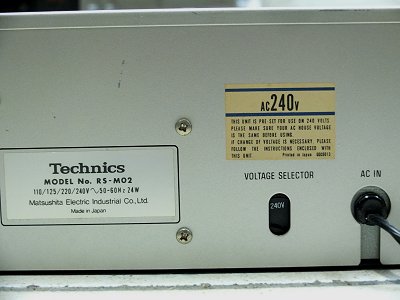 AC240V
THIS UNIT IS PRE-SET FOR USE ON 240 VOLTS
PLEASE MAKE SURE YOUR AC HOUSE VOLTAGE
IS THE SAME BEFORE USING.
IF CHANGE OF VOLTAGE IS NECESSARY, PLEASE
FOLLOW THE INSTRUCTIONS ENCLOSED WITH
THIS UNIT.
Printed in Japan
Technics
MODEL No. RS-M02
110/125/220/240V ~ 50-60Hz 24W
Matsushita Electric Industrial Co., Ltd.
Made in Japan
VOLTAGE SELECTOR
240V
AC IN